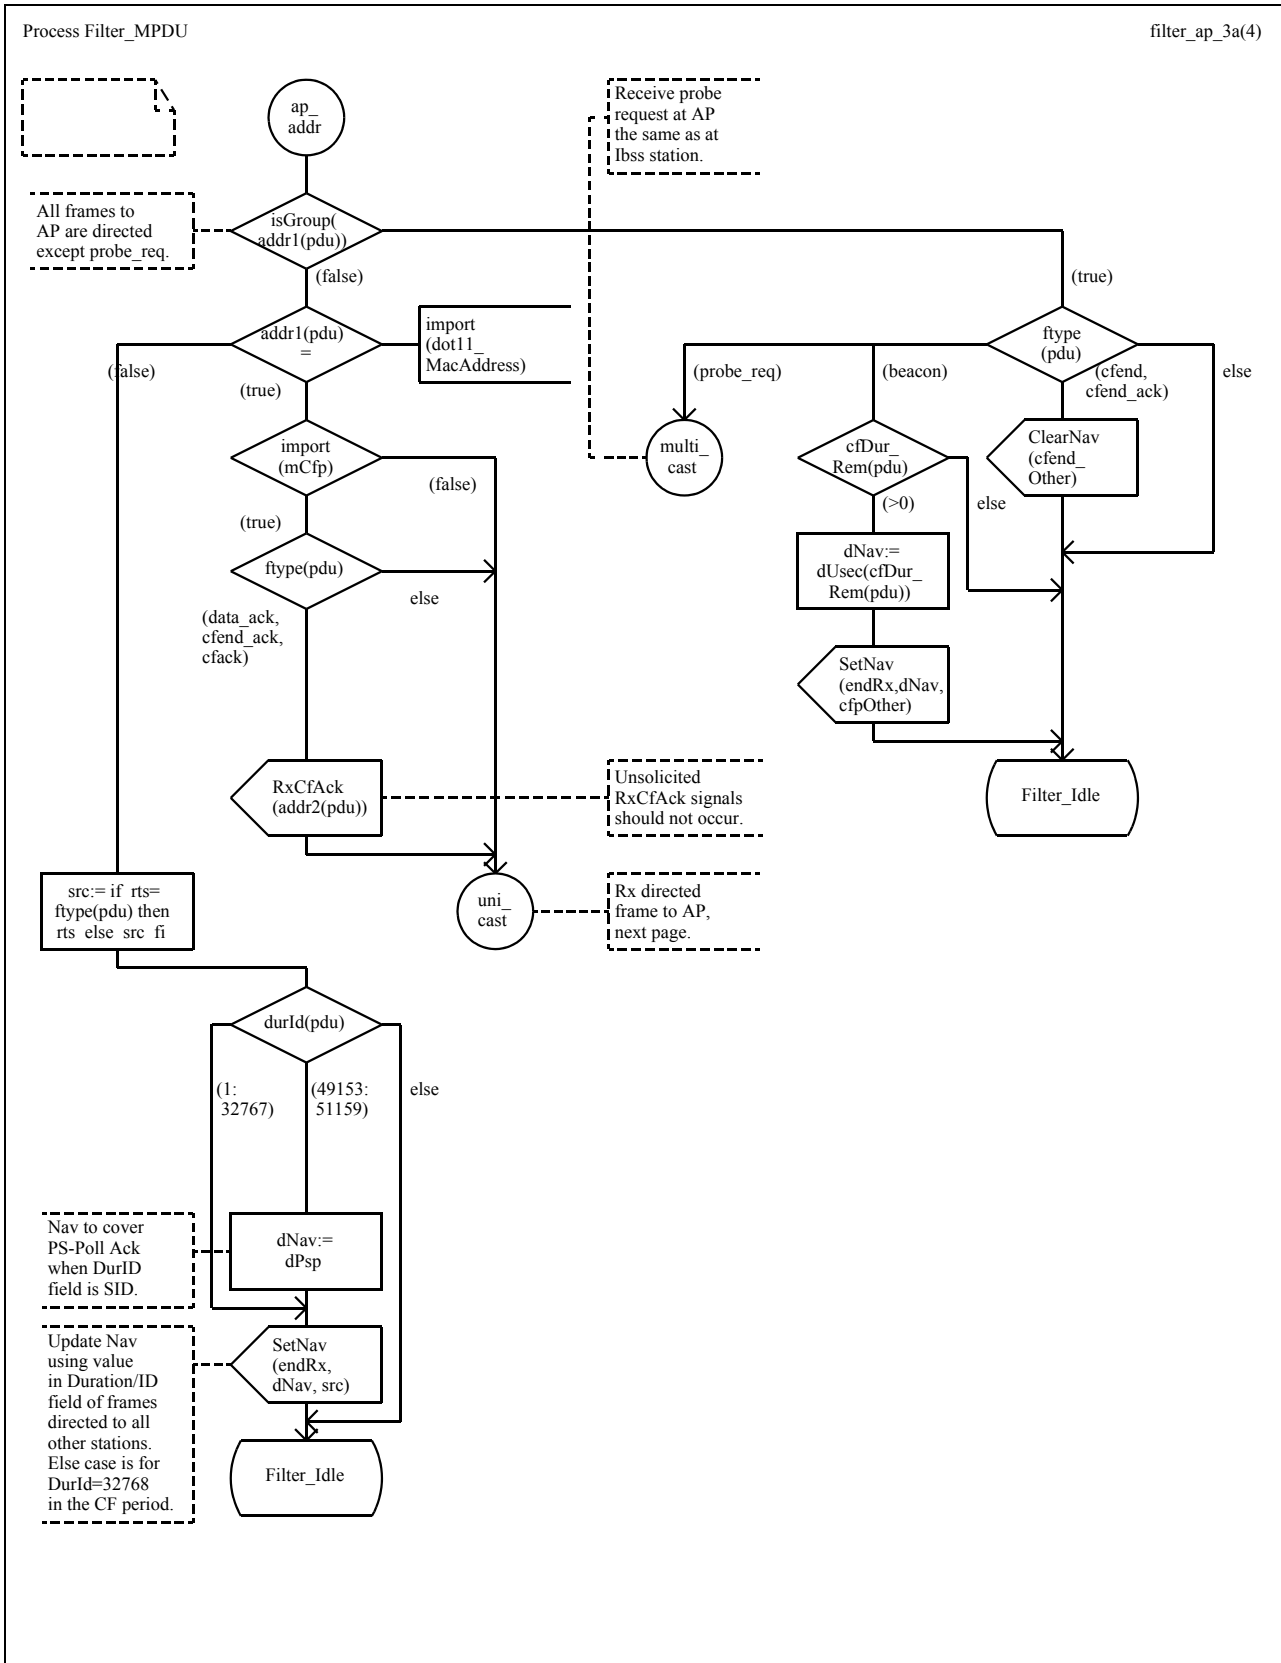 Process Filter_MPDU
filter_ap_3a(4)
ap_
addr
Receive probe
request at AP
the same as at
Ibss station.
All frames to
AP are directed
except probe_req.
isGroup(
addr1(pdu))
(false)
(true)
addr1(pdu)
=
import
(dot11_
MacAddress)
ftype
(pdu)
(false)
(true)
(probe_req)
(beacon)
(cfend,
cfend_ack)
else
import
(mCfp)
(false)
(true)
multi_
cast
cfDur_
Rem(pdu)
(>0)
else
ClearNav
(cfend_
Other)
ftype(pdu)
else
dNav:=
dUsec(cfDur_
Rem(pdu))
(data_ack,
cfend_ack,
cfack)
SetNav
(endRx,dNav,
cfpOther)
RxCfAck
(addr2(pdu))
Unsolicited
RxCfAck signals
should not occur.
Filter_Idle
src:= if rts=
ftype(pdu) then
rts else src fi
uni_
cast
Rx directed
frame to AP,
next page.
durId(pdu)
(1:
32767)
(49153:
51159)
else
Nav to cover
PS-Poll Ack
when DurID
field is SID.
dNav:=
dPsp
Update Nav
using value
in Duration/ID
field of frames
directed to all
other stations.
Else case is for
DurId=32768
in the CF period.
SetNav
(endRx,
dNav, src)
Filter_Idle